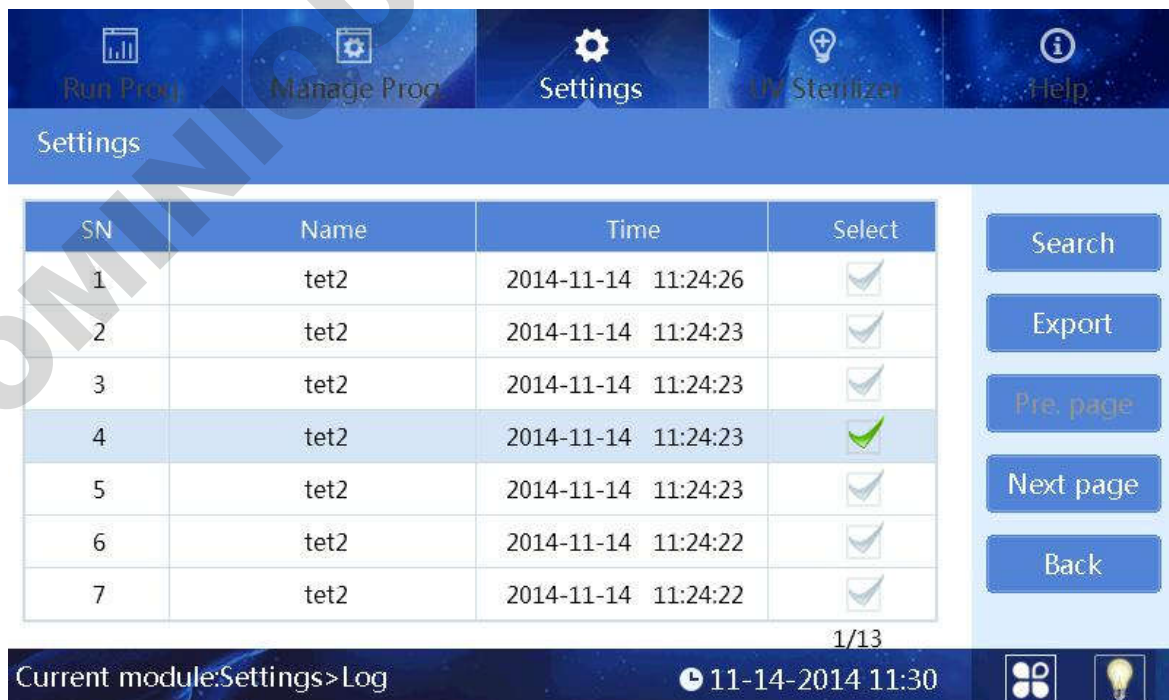 Run Prog. Manage Prog. Settings UV Sterilizer Help
Settings
SN Name Time Select
1 tet2 2014-11-14 11:24:26
2 tet2 2014-11-14 11:24:23
3 tet2 2014-11-14 11:24:23
4 tet2 2014-11-14 11:24:23
5 tet2 2014-11-14 11:24:23
6 tet2 2014-11-14 11:24:22
7 tet2 2014-11-14 11:24:22
1/13
Search
Export
Pre. page
Next page
Back
Current module:Settings>Log 11-14-2014 11:30